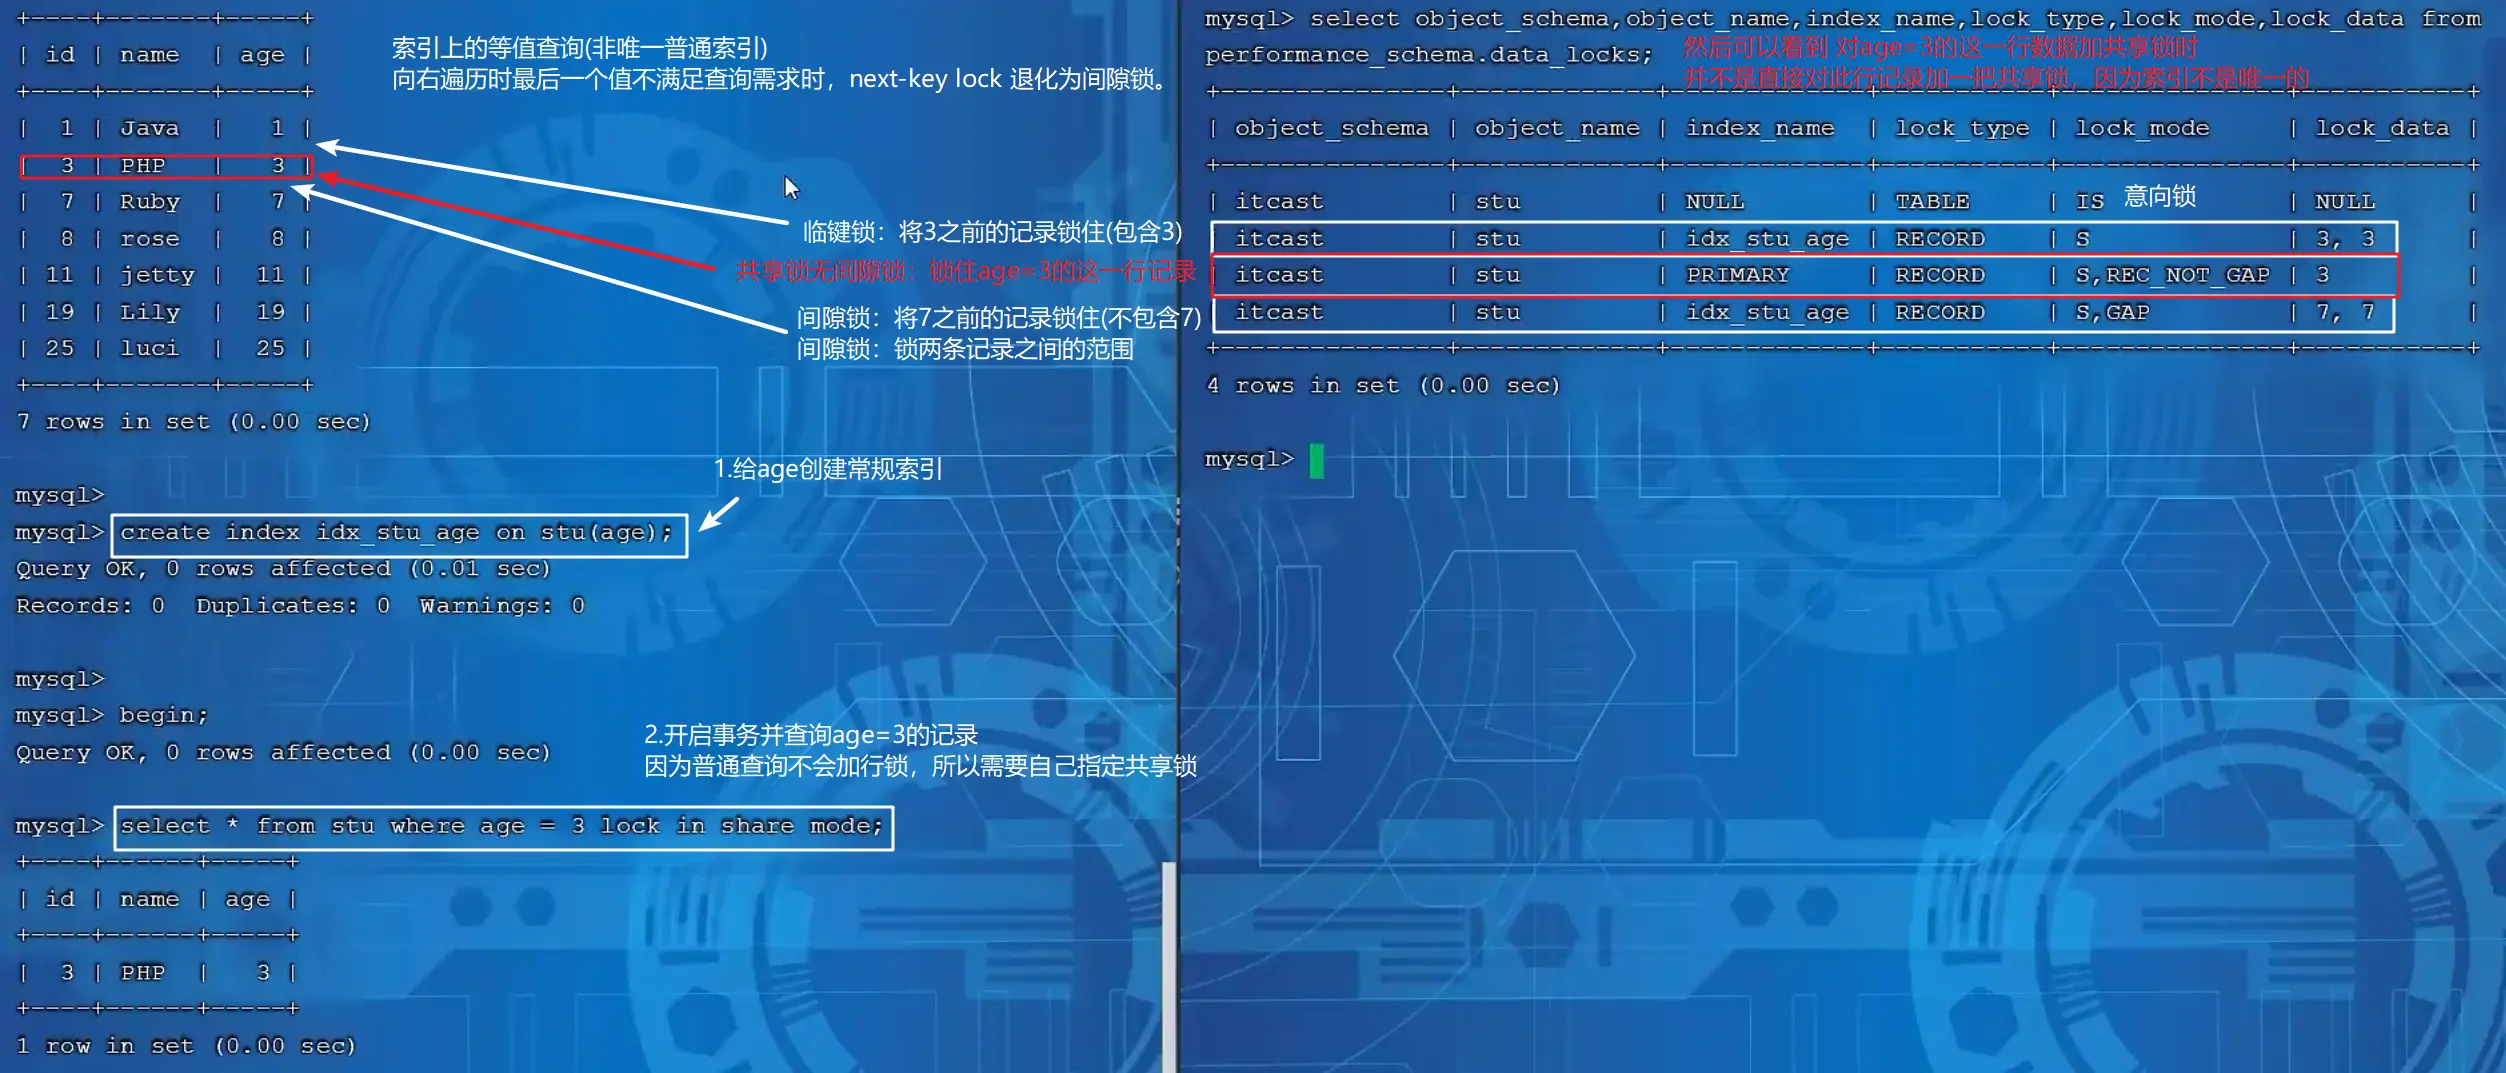 +----+-------+-----+
| id | name  | age |
+----+-------+-----+
|  1 | Java  |   1 |
|  3 | PHP   |   3 |
|  7 | Ruby  |   7 |
|  8 | rose  |   8 |
| 11 | jetty |  11 |
| 19 | Lily  |  19 |
| 25 | luci  |  25 |
+----+-------+-----+
7 rows in set (0.00 sec)
索引上的等值查询(非唯一普通索引)
向右遍历时最后一个值不满足查询需求时，next-key lock 退化为间隙锁。
临键锁：将3之前的记录锁住(包含3)
共享锁无间隙锁：锁住age=3的这一行记录
间隙锁：将7之前的记录锁住(不包含7)
间隙锁：锁两条记录之间的范围
1.给age创建常规索引
mysql>
mysql> create index idx_stu_age on stu(age);
Query OK, 0 rows affected (0.01 sec)
Records: 0  Duplicates: 0  Warnings: 0
mysql>
mysql> begin;
Query OK, 0 rows affected (0.00 sec)
2.开启事务并查询age=3的记录
因为普通查询不会加行锁，所以需要自己指定共享锁
mysql> select * from stu where age = 3 lock in share mode;
+----+------+-----+
| id | name | age |
+----+------+-----+
|  3 | PHP  |   3 |
+----+------+-----+
1 row in set (0.00 sec)
mysql> select object_schema,object_name,index_name,lock_type,lock_mode,lock_data from
performance_schema.data_locks;
然后可以看到 对age=3的这一行数据加共享锁时
并不是直接对此行记录加一把共享锁，因为索引不是唯一的
+---------------+-------------+-------------+-----------+---------------+-----------+
| object_schema | object_name | index_name  | lock_type | lock_mode     | lock_data |
+---------------+-------------+-------------+-----------+---------------+-----------+
| itcast        | stu         | NULL        | TABLE     | IS            | NULL      |
意向锁
| itcast        | stu         | idx_stu_age | RECORD    | S             | 3, 3      |
| itcast        | stu         | PRIMARY     | RECORD    | S,REC_NOT_GAP | 3         |
| itcast        | stu         | idx_stu_age | RECORD    | S,GAP         | 7, 7      |
+---------------+-------------+-------------+-----------+---------------+-----------+
4 rows in set (0.00 sec)
mysql>